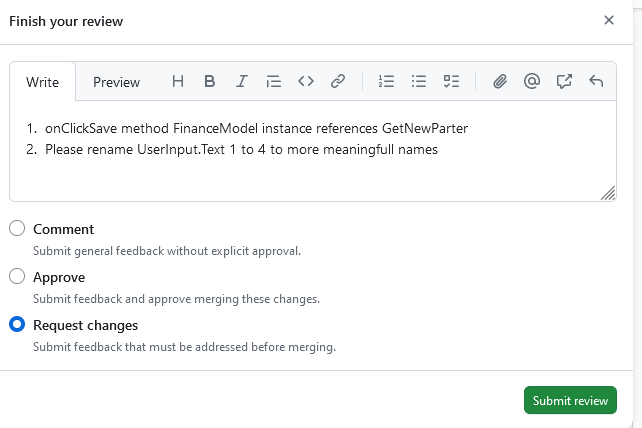 Finish your review
Write Preview
1. onClickSave method FinanceModel instance references GetNewParter
2. Please rename UserInput.Text 1 to 4 to more meaningfull names
Comment
Submit general feedback without explicit approval.
Approve
Submit feedback and approve merging these changes.
Request changes
Submit feedback that must be addressed before merging.
Submit review